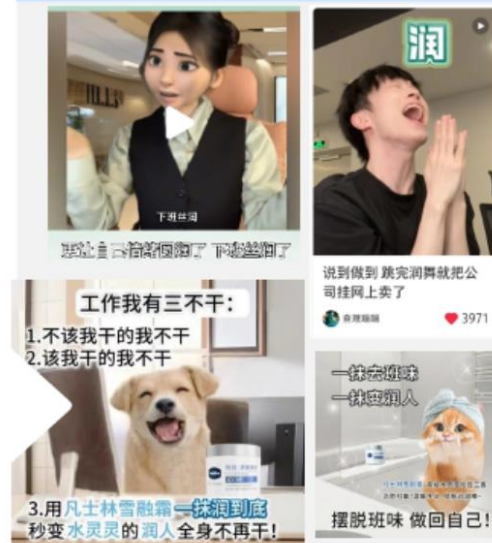 下班丝润
润
说到做到 跳完润舞就把公
司挂网上卖了
3971
工作我有三不干：
1.不该我干的我不干
2.该我干的我不干
3.用凡士林雪融霜一抹润到底
秒变水灵灵的润人全身不再干！
一抹去班味
一抹变润人
摆脱班味 做回自己！